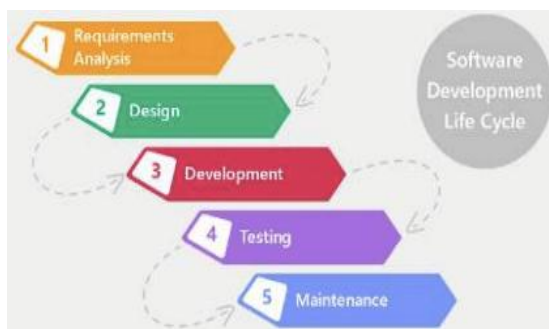 1
Requirements
Analysis
2
Design
3
Development
4
Testing
5
Maintenance
Software
Development
Life Cycle